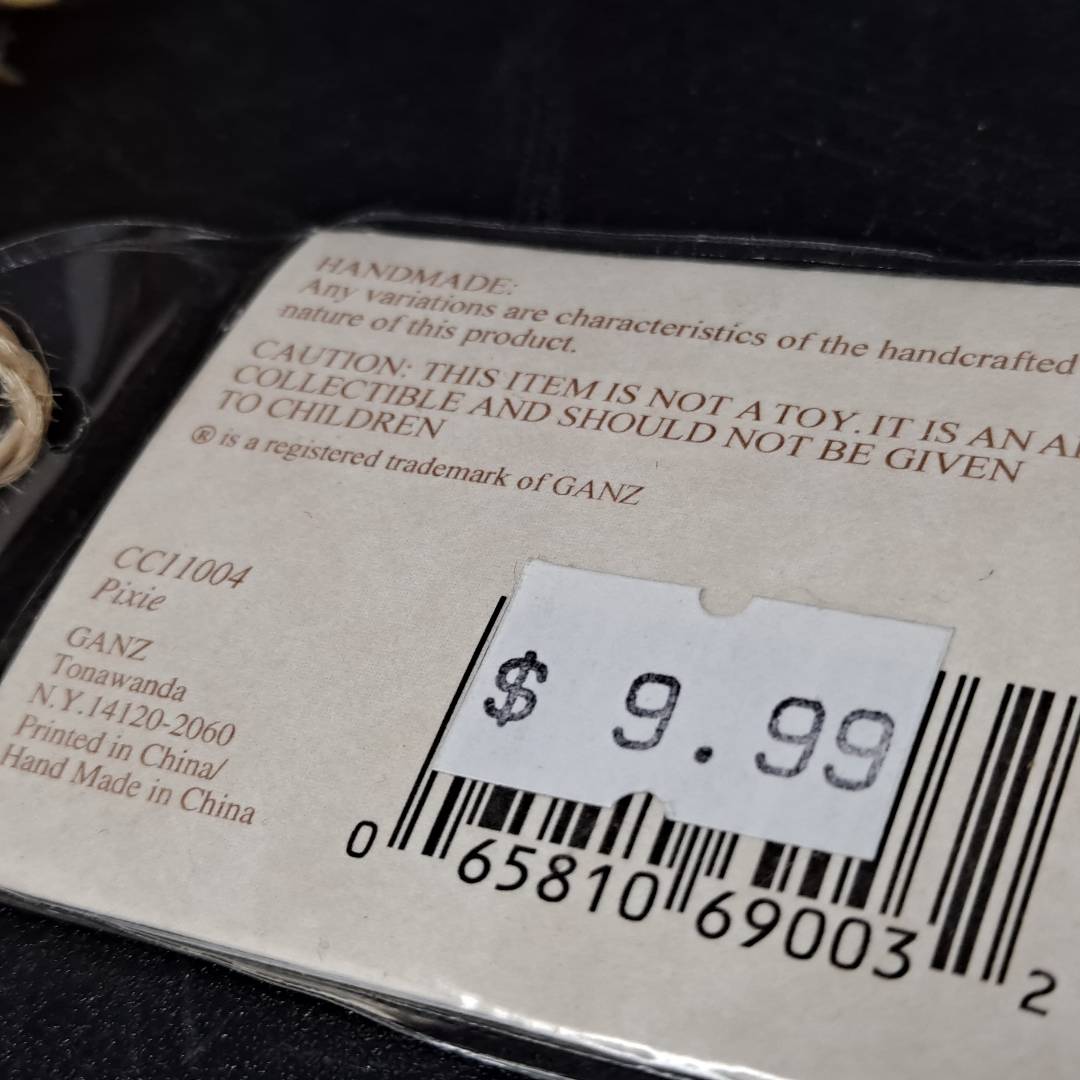 HANDMADE:
Any variations are characteristics of the handcrafted
nature of this product.
CAUTION: THIS ITEM IS NOT A TOY. IT IS AN
COLLECTIBLE AND SHOULD NOT BE GIVEN
TO CHILDREN
® is a registered trademark of GANZ
CC11004
Pixie
GANZ
Tonawanda
N.Y.14120-2060
Printed in China/
Hand Made in China
$ 9.99
0 65810 69003 2